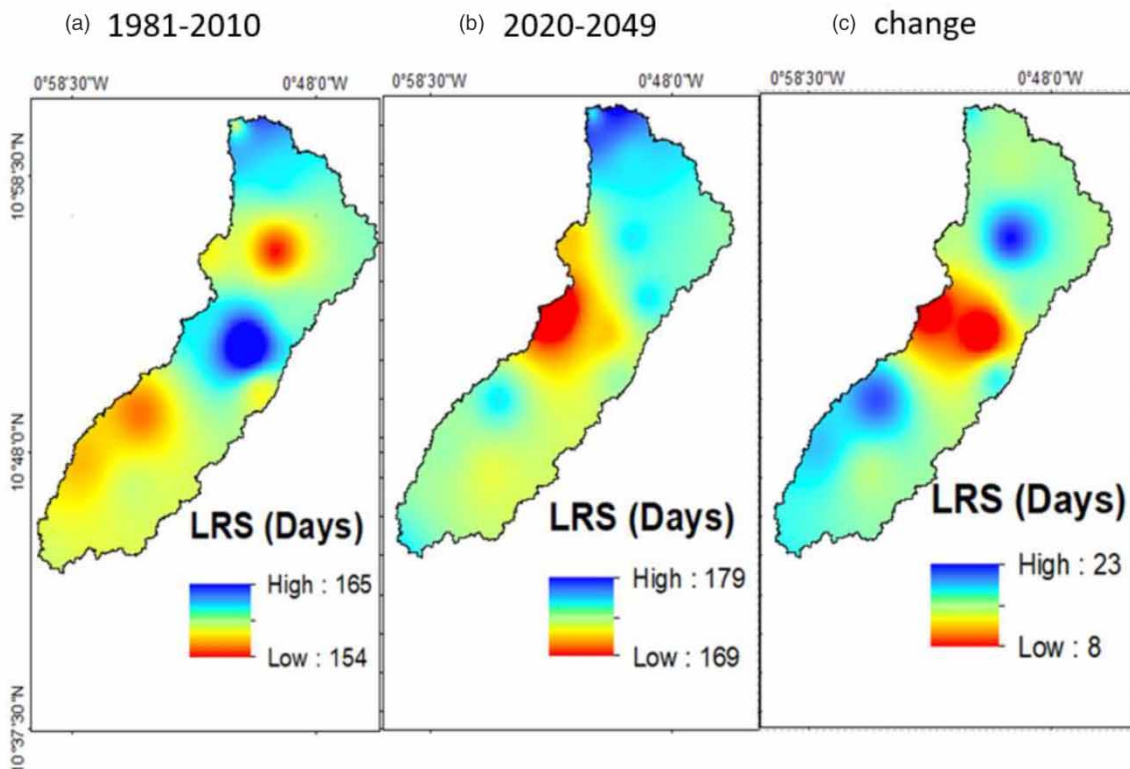 (a) 1981-2010
(b) 2020-2049
(c) change
0°58'30"W
0°48'0"W
0°58'30"W
0°48'0"W
0°58'30"W
0°48'0"W
10°58'30"N
10°48'0"N
10°37'30"N
LRS (Days)
High : 165
Low : 154
LRS (Days)
High : 179
Low : 169
LRS (Days)
High : 23
Low : 8